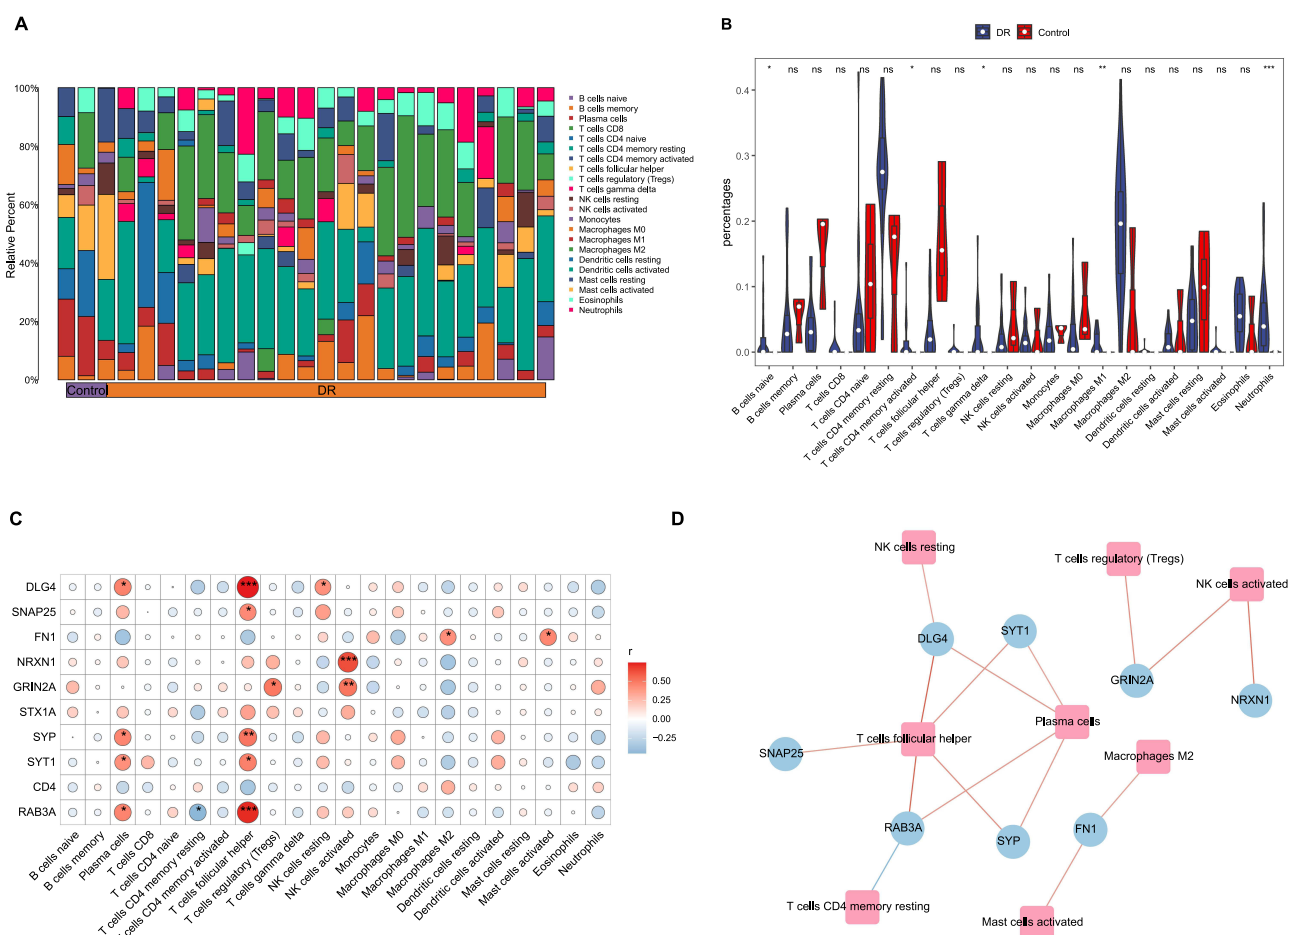 A
Relative Percent
100%
80%
60%
40%
20%
0%
Control
DR
B cells naive
B cells memory
Plasma cells
T cells CD8
T cells CD4 naive
T cells CD4 memory resting
T cells CD4 memory activated
T cells follicular helper
T cells regulatory (Tregs)
T cells gamma delta
NK cells resting
NK cells activated
Monocytes
Macrophages M0
Macrophages M1
Macrophages M2
Dendritic cells resting
Dendritic cells activated
Mast cells resting
Mast cells activated
Eosinophils
Neutrophils
B
DR Control
percentages
0.4
0.3
0.2
0.1
0.0
* ns ns ns ns ns * ns ns * ns ns ns ns ** ns ns ns ns ns ns ***
B cells naive
B cells memory
Plasma cells
T cells CD8
T cells CD4 naive
T cells CD4 memory resting
T cells CD4 memory activated
T cells follicular helper
T cells regulatory (Tregs)
T cells gamma delta
NK cells resting
NK cells activated
Monocytes
Macrophages M0
Macrophages M1
Macrophages M2
Dendritic cells resting
Dendritic cells activated
Mast cells resting
Mast cells activated
Eosinophils
Neutrophils
C
DLG4 * *** *
SNAP25 *
FN1 * *
NRXN1 ***
GRIN2A * **
STX1A
SYP * **
SYT1 * *
CD4
RAB3A * * ***
B cells naive
B cells memory
Plasma cells
T cells CD8
T cells CD4 naive
T cells CD4 memory resting
T cells CD4 memory activated
T cells follicular helper
T cells regulatory (Tregs)
T cells gamma delta
NK cells resting
NK cells activated
Monocytes
Macrophages M0
Macrophages M1
Macrophages M2
Dendritic cells resting
Dendritic cells activated
Mast cells resting
Mast cells activated
Eosinophils
Neutrophils
r
0.50
0.25
0.00
−0.25
D
NK cells resting
T cells regulatory (Tregs)
NK cells activated
DLG4
SYT1
GRIN2A
NRXN1
Plasma cells
T cells follicular helper
SNAP25
Macrophages M2
RAB3A
SYP
FN1
T cells CD4 memory resting
Mast cells activated